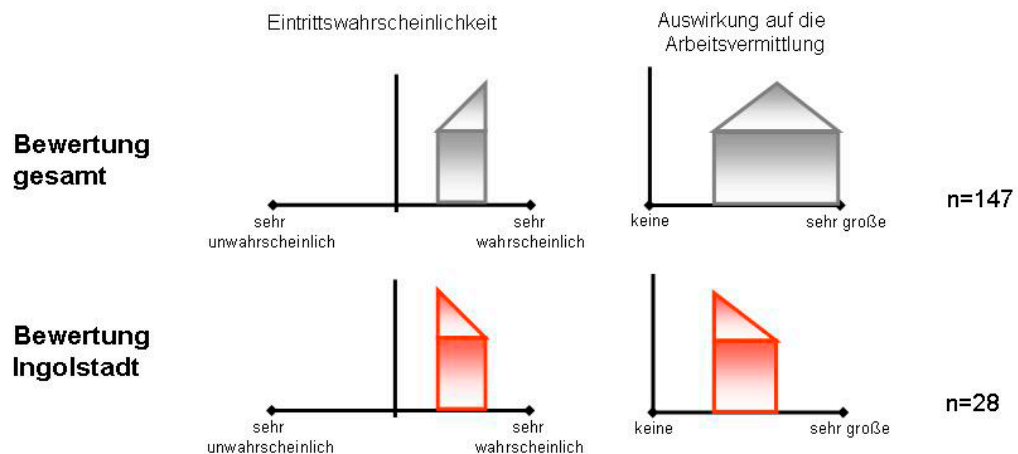 Eintrittswahrscheinlichkeit
Auswirkung auf die
Arbeitsvermittlung
Bewertung
gesamt
sehr
unwahrscheinlich
sehr
wahrscheinlich
keine
sehr große
n=147
Bewertung
Ingolstadt
sehr
unwahrscheinlich
sehr
wahrscheinlich
keine
sehr große
n=28